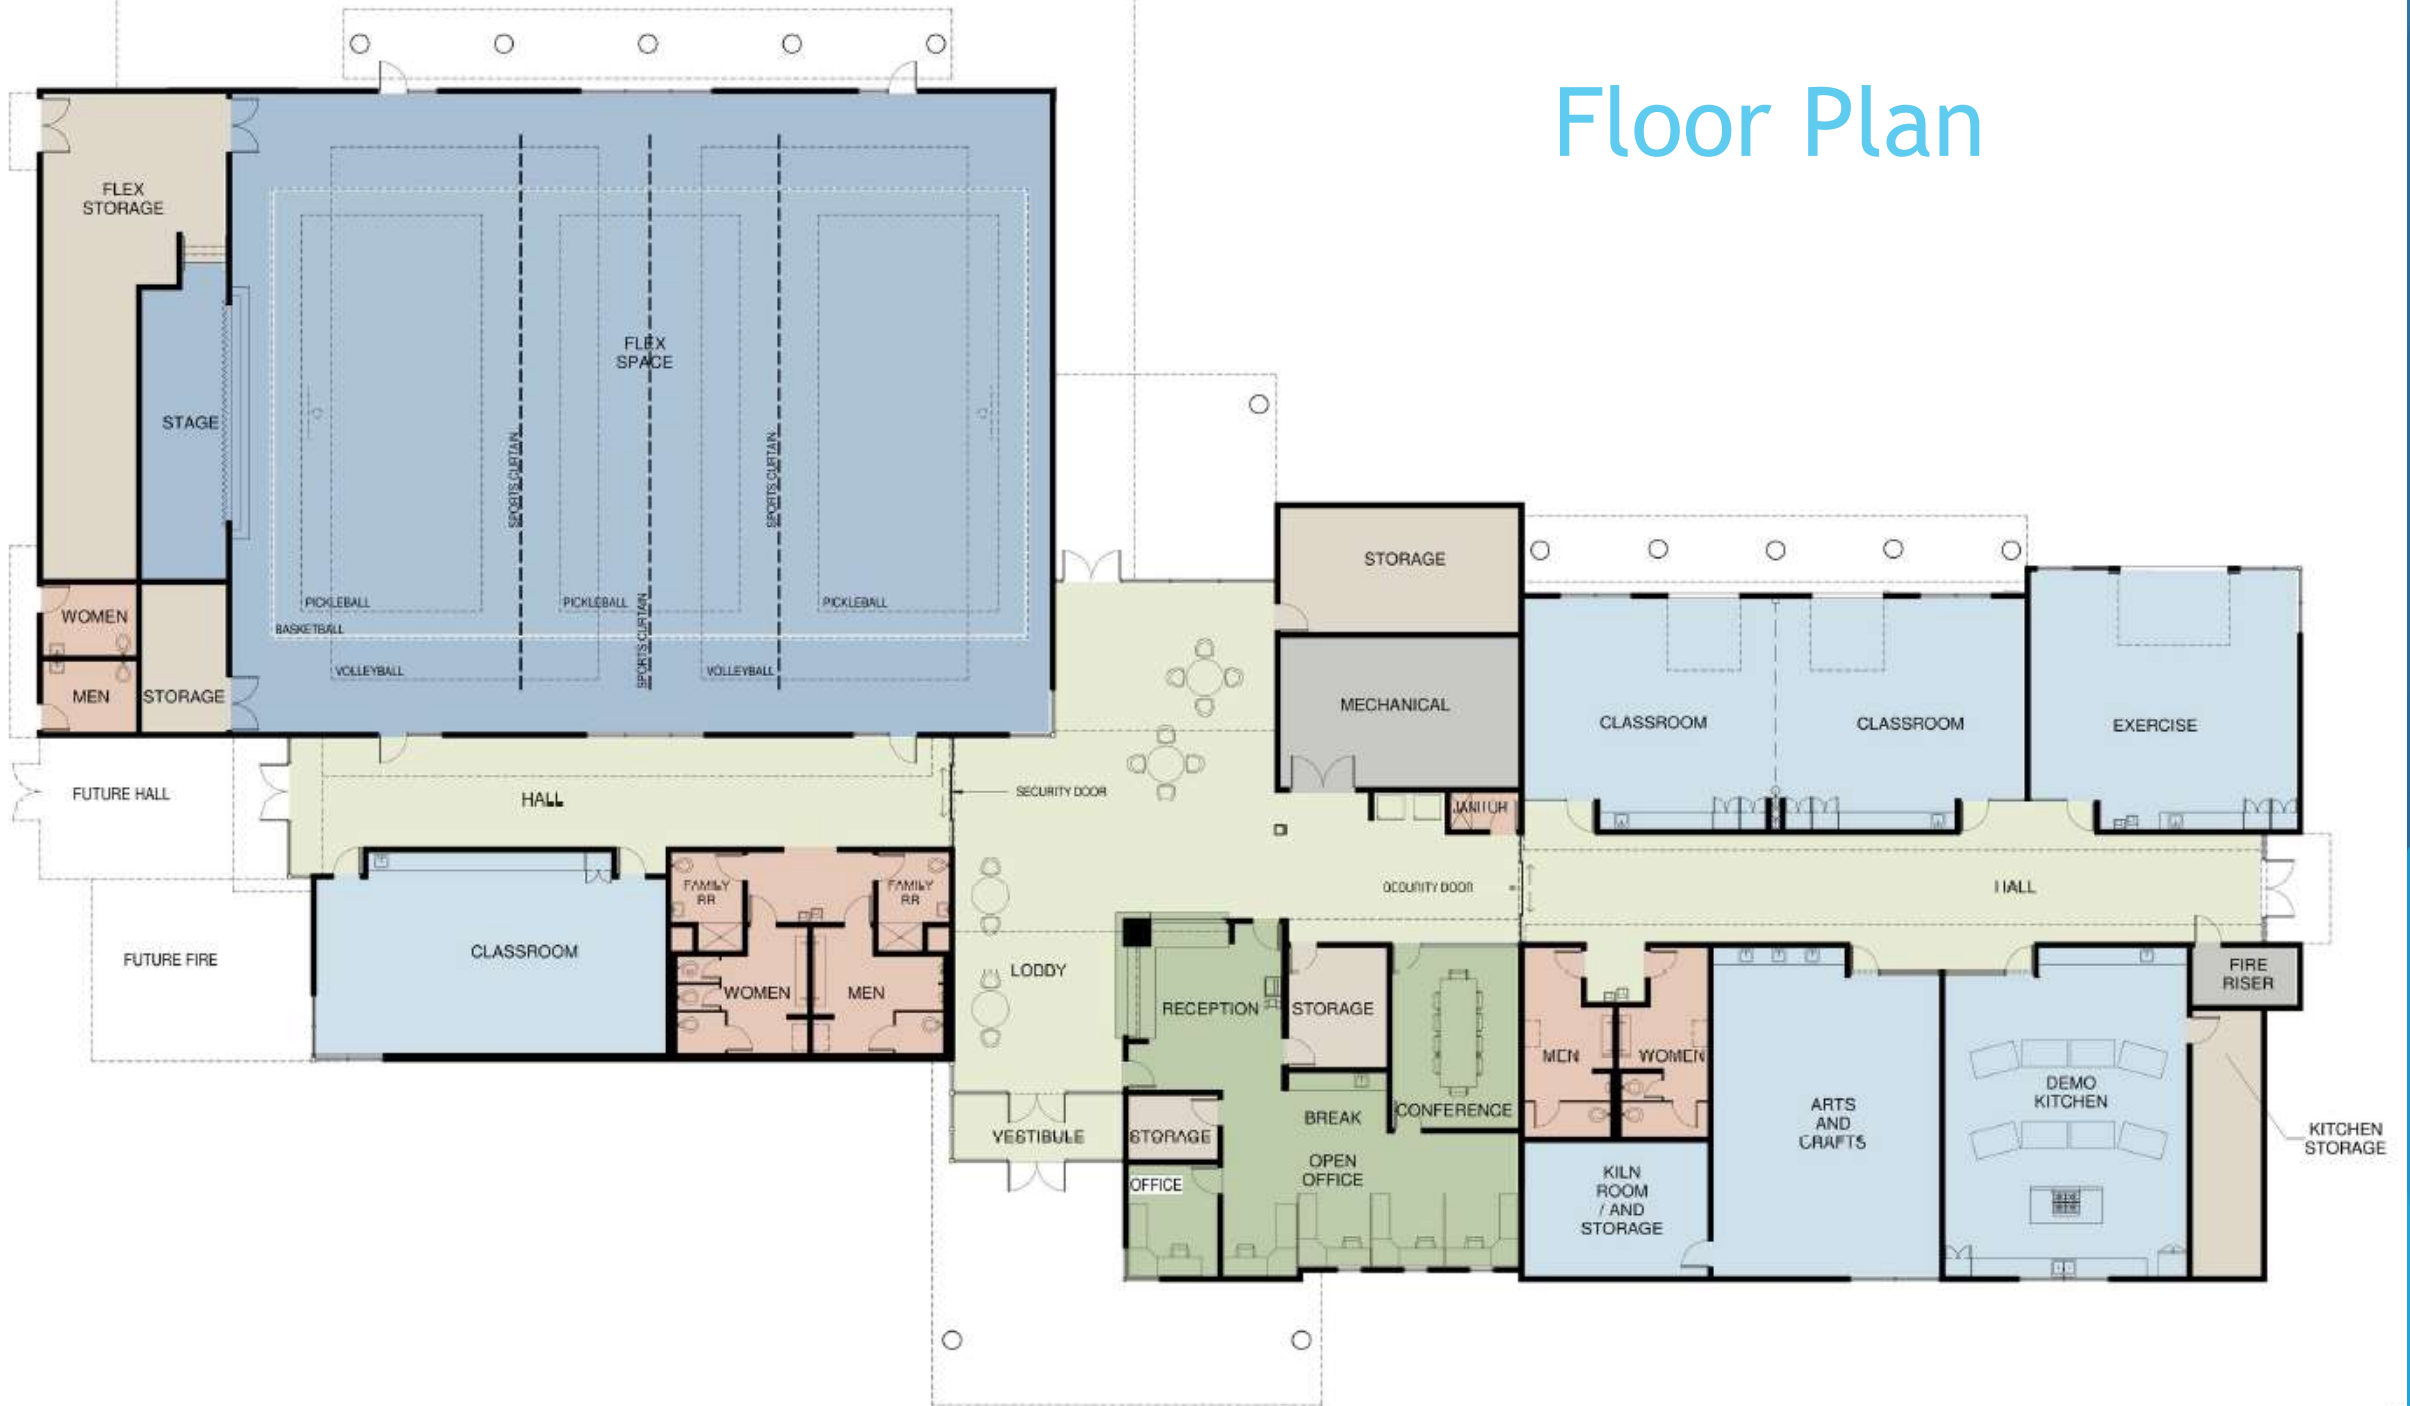 Floor Plan
FLEX
STORAGE
FLEX
SPACE
STAGE
SPORTS CURTAIN
SPORTS CURTAIN
SPORTS CURTAIN
PICKLEBALL
PICKLEBALL
PICKLEBALL
BASKETBALL
VOLLEYBALL
VOLLEYBALL
WOMEN
MEN
STORAGE
STORAGE
MECHANICAL
CLASSROOM
CLASSROOM
EXERCISE
FUTURE HALL
HALL
SECURITY DOOR
JANITOR
SECURITY DOOR
HALL
FAMILY
RR
FAMILY
RR
FUTURE FIRE
CLASSROOM
WOMEN
MEN
LOBBY
RECEPTION
STORAGE
FIRE
RISER
MEN
WOMEN
DEMO
KITCHEN
ARTS
AND
CRAFTS
BREAK
CONFERENCE
VESTIBULE
STORAGE
KITCHEN
STORAGE
OPEN
OFFICE
OFFICE
KILN
ROOM
/ AND
STORAGE